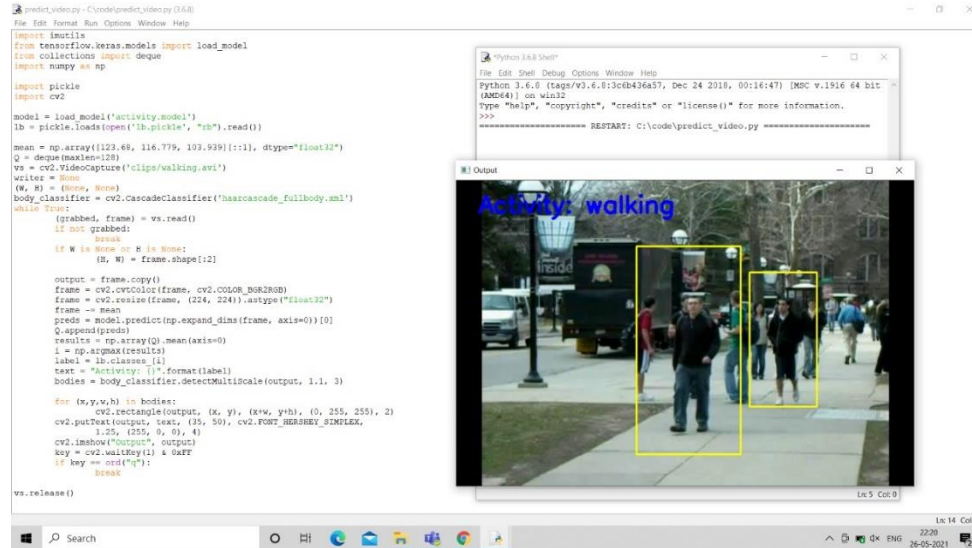 predict_video.py - C:\code\predict_video.py (3.6.8)
File Edit Format Run Options Window Help
import imutils
from tensorflow.keras.models import load_model
from collections import deque
import numpy as np
import pickle
import cv2
model = load_model('activity.model')
lb = pickle.loads(open('lb.pickle', "rb").read())
mean = np.array([123.68, 116.779, 103.939][::1], dtype="float32")
Q = deque(maxlen=128)
vs = cv2.VideoCapture('clips/walking.avi')
writer = None
(W, H) = (None, None)
body_classifier = cv2.CascadeClassifier('haarcascade_fullbody.xml')
while True:
(grabbed, frame) = vs.read()
if not grabbed:
break
if W is None or H is None:
(H, W) = frame.shape[:2]
output = frame.copy()
frame = cv2.cvtColor(frame, cv2.COLOR_BGR2RGB)
frame = cv2.resize(frame, (224, 224)).astype("float32")
frame -= mean
preds = model.predict(np.expand_dims(frame, axis=0))[0]
Q.append(preds)
results = np.array(Q).mean(axis=0)
i = np.argmax(results)
label = lb.classes_[i]
text = "Activity: {}".format(label)
bodies = body_classifier.detectMultiScale(output, 1.1, 3)
for (x,y,w,h) in bodies:
cv2.rectangle(output, (x, y), (x+w, y+h), (0, 255, 255), 2)
cv2.putText(output, text, (35, 50), cv2.FONT_HERSHEY_SIMPLEX,
1.25, (255, 0, 0), 4)
cv2.imshow("Output", output)
key = cv2.waitKey(1) & 0xFF
if key == ord("q"):
break
vs.release()
*Python 3.6.8 Shell*
File Edit Shell Debug Options Window Help
Python 3.6.8 (tags/v3.6.8:3c6b436a57, Dec 24 2018, 00:16:47) [MSC v.1916 64 bit
(AMD64)] on win32
Type "help", "copyright", "credits" or "license()" for more information.
>>>
===================== RESTART: C:\code\predict_video.py =====================
Output
Activity: walking
inside
Ln: 5 Col: 0
Ln: 14 Col
Search
ENG
22:20
26-05-2021